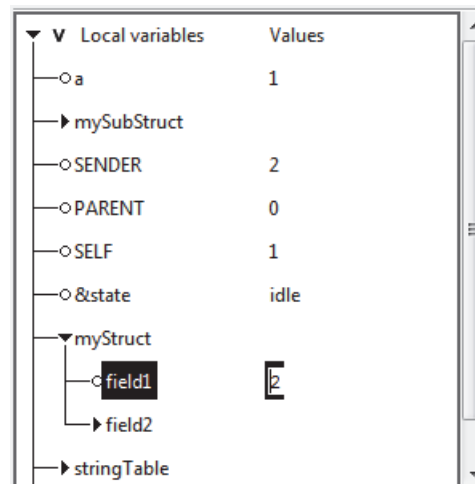 V Local variables Values
a 1
mySubStruct
SENDER 2
PARENT 0
SELF 1
&state idle
myStruct
field1 2
field2
stringTable